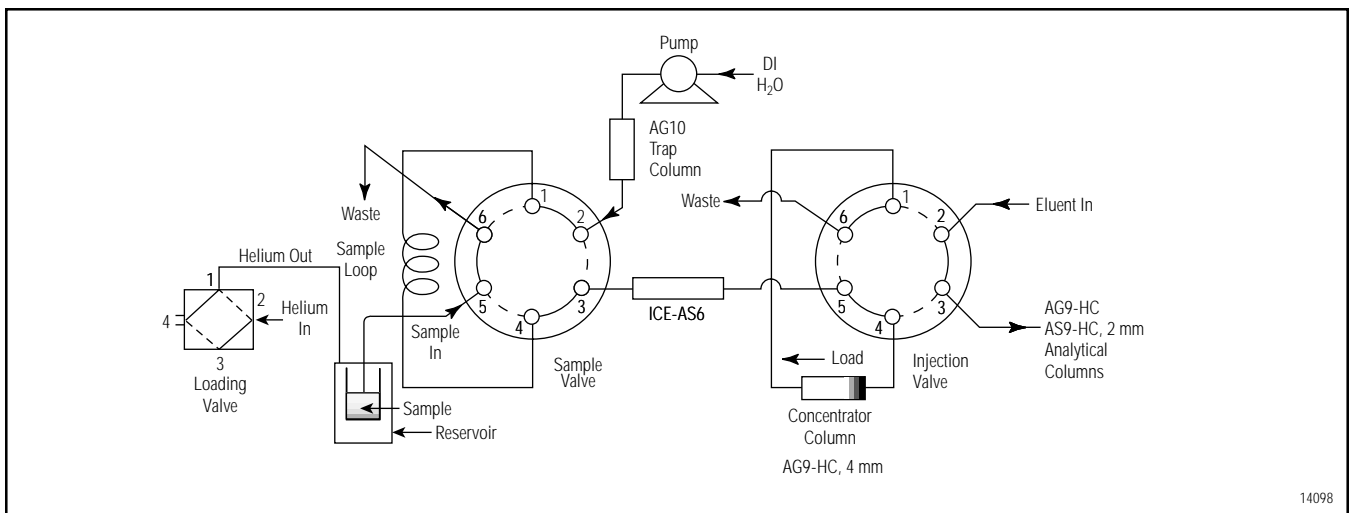 Pump
DI
H₂O
AG10
Trap
Column
Waste
Sample
Loop
1
2
3
4
5
6
Sample
Valve
Helium Out
1
2
Helium
In
4
3
Loading
Valve
Sample
In
Sample
Reservoir
ICE-AS6
Waste
1
2
3
4
5
6
Eluent In
AG9-HC
AS9-HC, 2 mm
Analytical
Columns
Load
Injection
Valve
Concentrator
Column
AG9-HC, 4 mm
14098